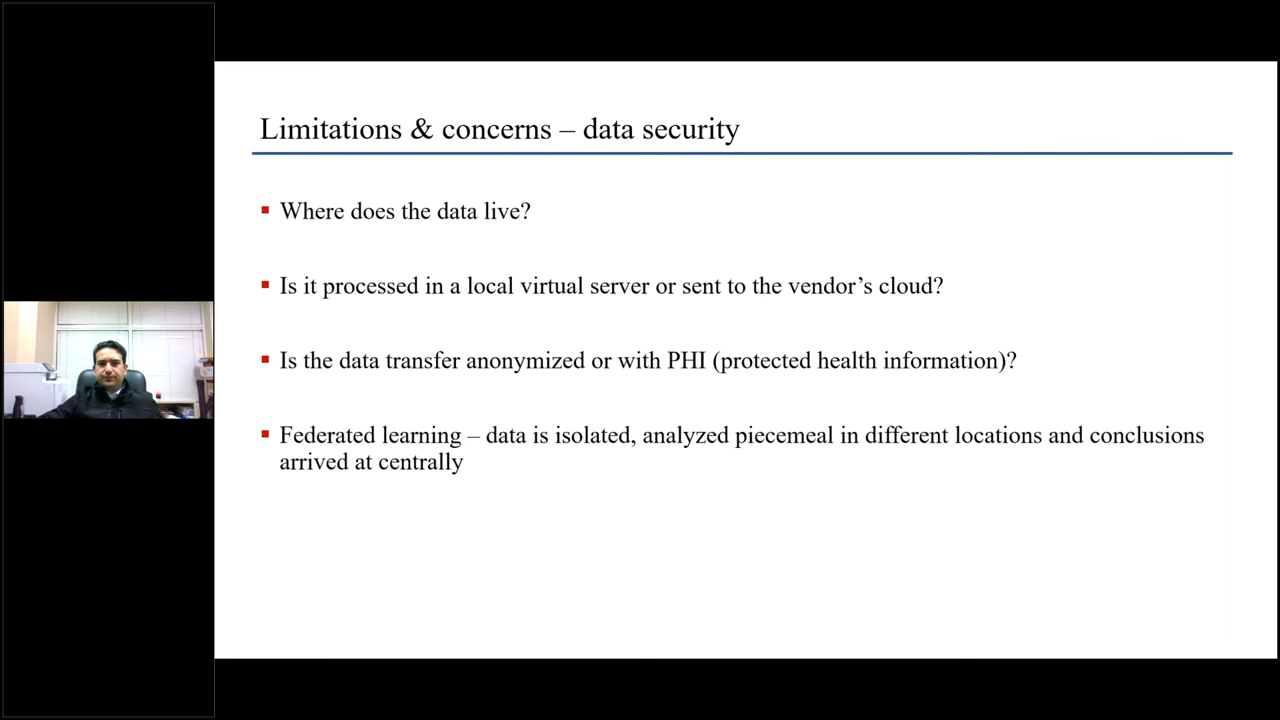 Limitations & concerns – data security
▪ Where does the data live?
▪ Is it processed in a local virtual server or sent to the vendor’s cloud?
▪ Is the data transfer anonymized or with PHI (protected health information)?
▪ Federated learning – data is isolated, analyzed piecemeal in different locations and conclusions
arrived at centrally